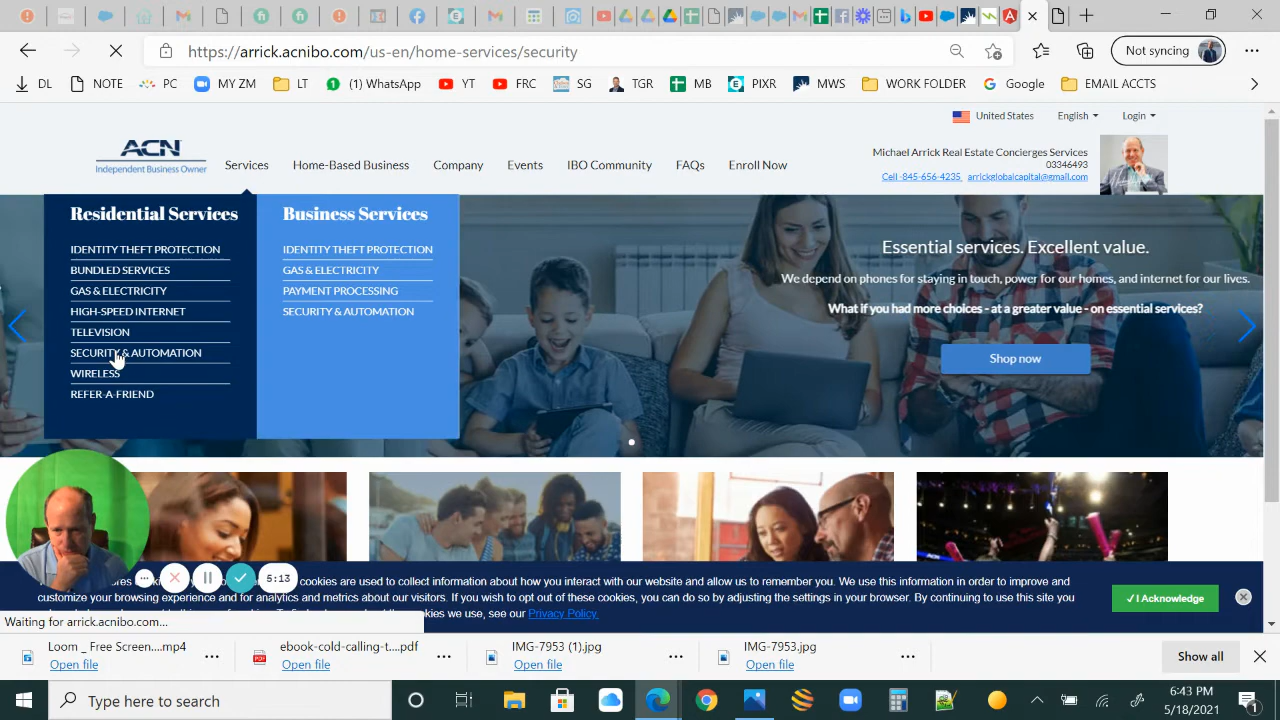 https://arrick.acnibo.com/us-en/home-services/security
Not syncing
DL
NOTE
PC
MY ZM
LT
(1) WhatsApp
YT
FRC
SG
TGR
MB
PIXR
MWS
WORK FOLDER
Google
EMAIL ACCTS
United States
English
Login
ACN
Independent Business Owner
Services
Home-Based Business
Company
Events
IBO Community
FAQs
Enroll Now
Michael Arrick Real Estate Concierges Services
03346493
Cell -845-656-4235
arrickglobalcapital@gmail.com
Residential Services
IDENTITY THEFT PROTECTION
BUNDLED SERVICES
GAS & ELECTRICITY
HIGH-SPEED INTERNET
TELEVISION
SECURITY & AUTOMATION
WIRELESS
REFER-A-FRIEND
Business Services
IDENTITY THEFT PROTECTION
GAS & ELECTRICITY
PAYMENT PROCESSING
SECURITY & AUTOMATION
Essential services. Excellent value.
We depend on phones for staying in touch, power for our homes, and internet for our lives.
What if you had more choices - at a greater value - on essential services?
Shop now
cookies are used to collect information about how you interact with our website and allow us to remember you. We use this information in order to improve and
customize your browsing experience and for analytics and metrics about our visitors. If you wish to opt out of these cookies, you can do so by adjusting the settings in your browser. By continuing to use this site you
we use, see our Privacy Policy.
✓ I Acknowledge
5:13
Waiting for arrick.acnibo.com...
Loom _ Free Screen....mp4
Open file
ebook-cold-calling-t....pdf
Open file
IMG-7953 (1).jpg
Open file
IMG-7953.jpg
Open file
Show all
Type here to search
6:43 PM
5/18/2021
1